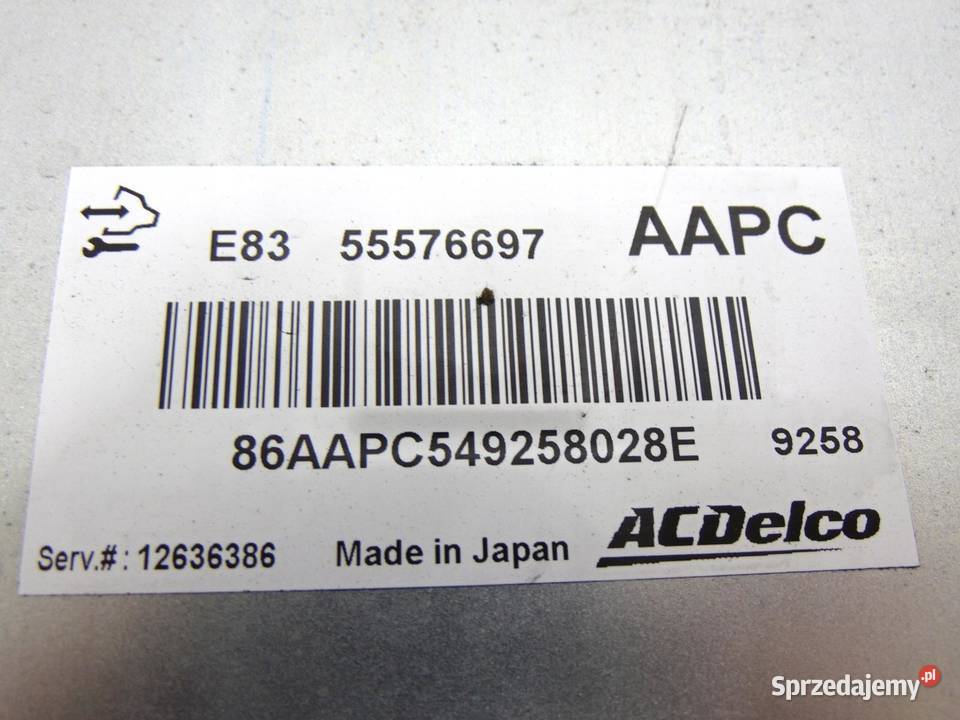 E83 55576697 AAPC
86AAPC549258028E 9258
Serv.#: 12636386 Made in Japan ACDelco
Sprzedajemy.pl